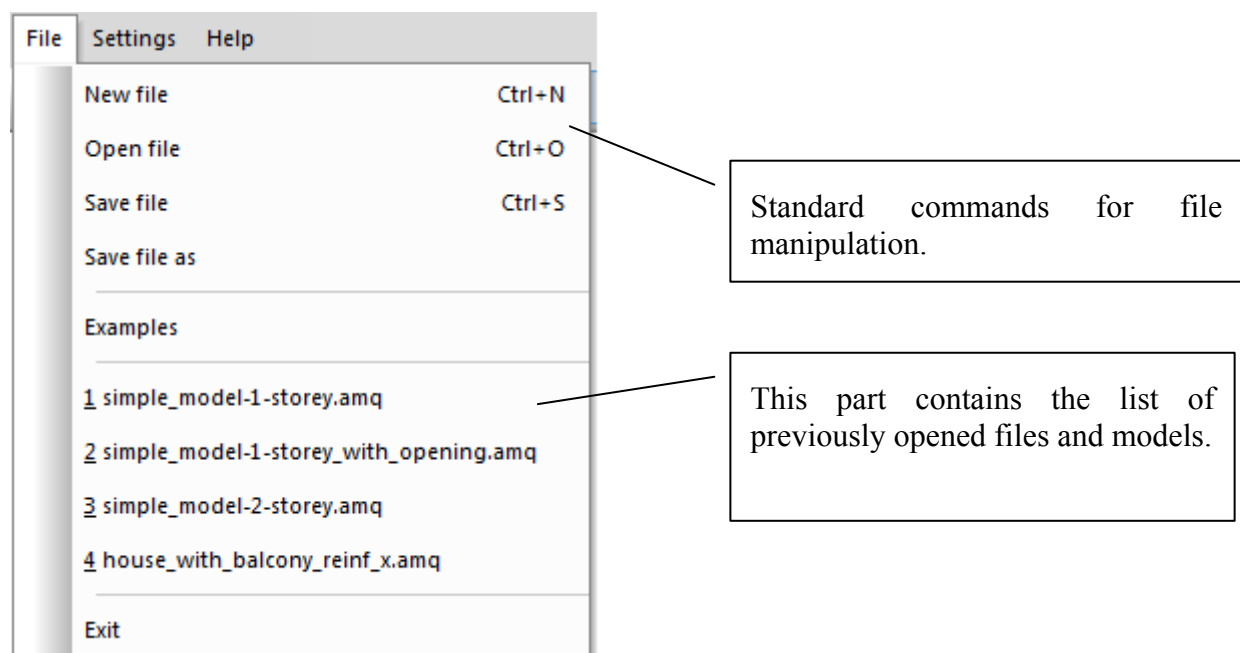 File Settings Help
New file Ctrl+N
Open file Ctrl+O
Save file Ctrl+S
Save file as
Examples
1 simple_model-1-storey.amq
2 simple_model-1-storey_with_opening.amq
3 simple_model-2-storey.amq
4 house_with_balcony_reinf_x.amq
Exit
Standard commands for file
manipulation.
This part contains the list of
previously opened files and models.